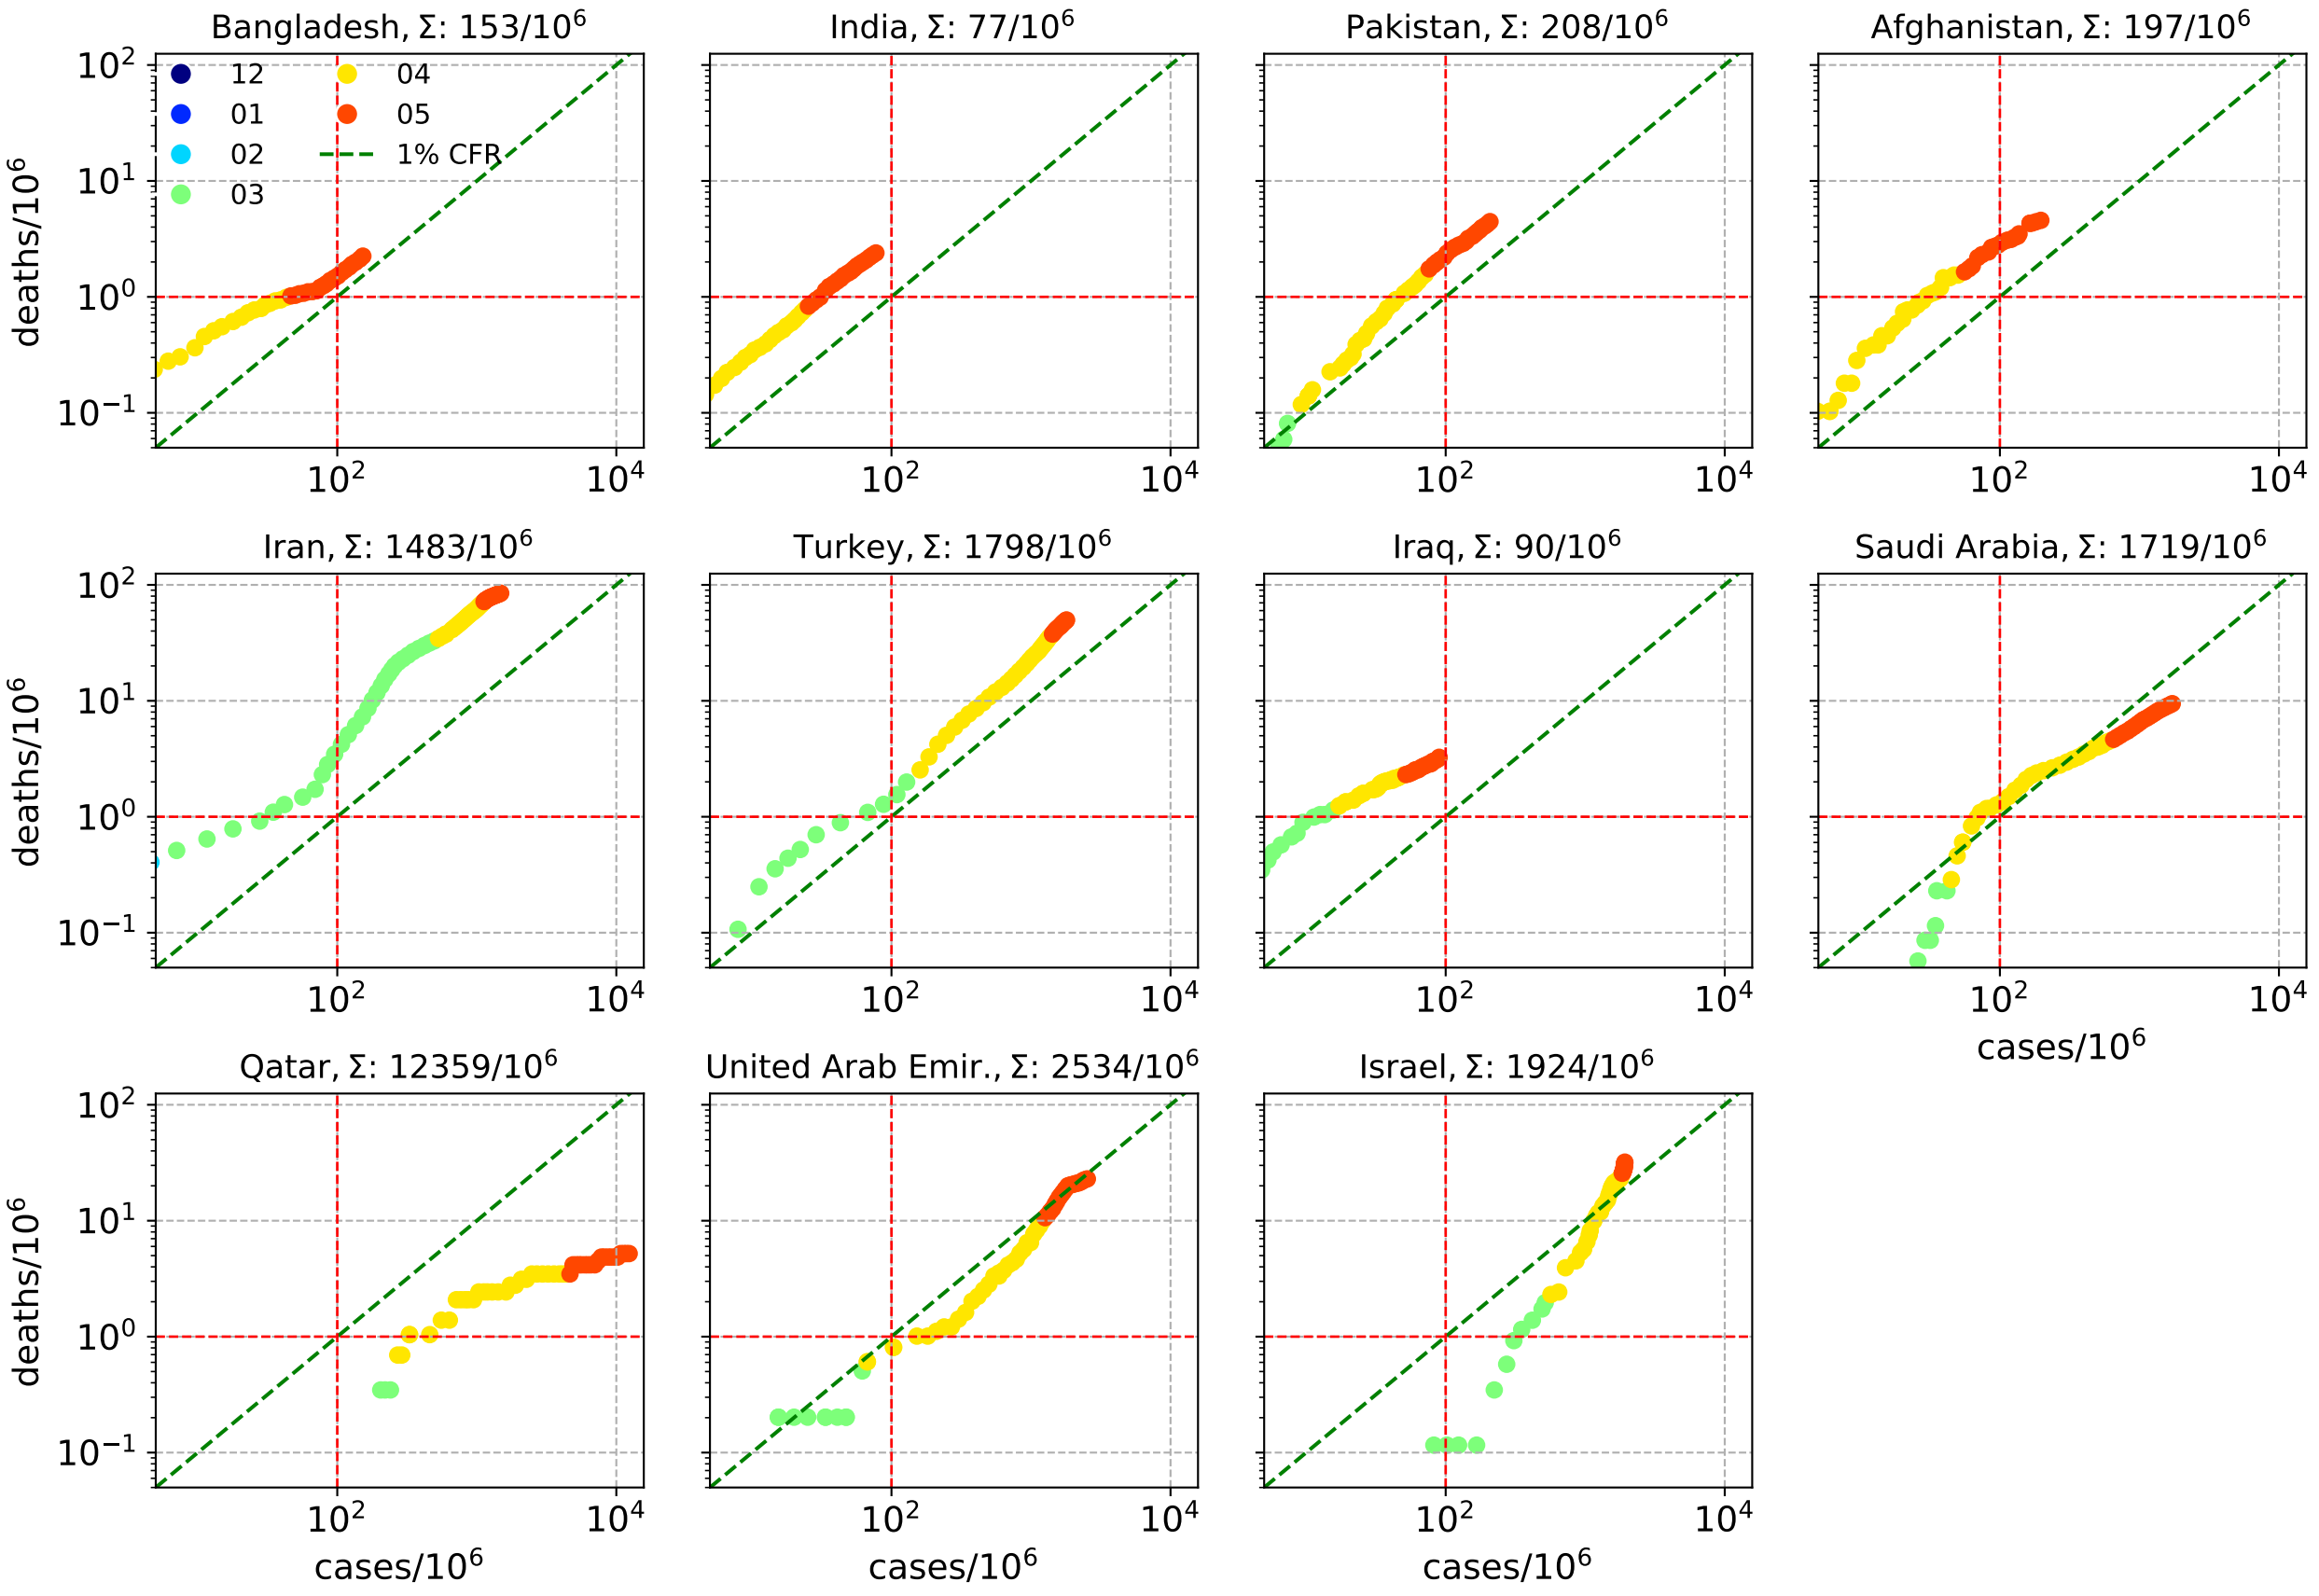 Bangladesh, Σ: 153/10⁶
India, Σ: 77/10⁶
Pakistan, Σ: 208/10⁶
Afghanistan, Σ: 197/10⁶
deaths/10⁶
10²
10¹
10⁰
10⁻¹
12
01
02
03
04
05
1% CFR
10² 10⁴
10² 10⁴
10² 10⁴
10² 10⁴
Iran, Σ: 1483/10⁶
Turkey, Σ: 1798/10⁶
Iraq, Σ: 90/10⁶
Saudi Arabia, Σ: 1719/10⁶
deaths/10⁶
10²
10¹
10⁰
10⁻¹
10² 10⁴
10² 10⁴
10² 10⁴
10² 10⁴
cases/10⁶
Qatar, Σ: 12359/10⁶
United Arab Emir., Σ: 2534/10⁶
Israel, Σ: 1924/10⁶
deaths/10⁶
10²
10¹
10⁰
10⁻¹
10² 10⁴
10² 10⁴
10² 10⁴
cases/10⁶
cases/10⁶
cases/10⁶